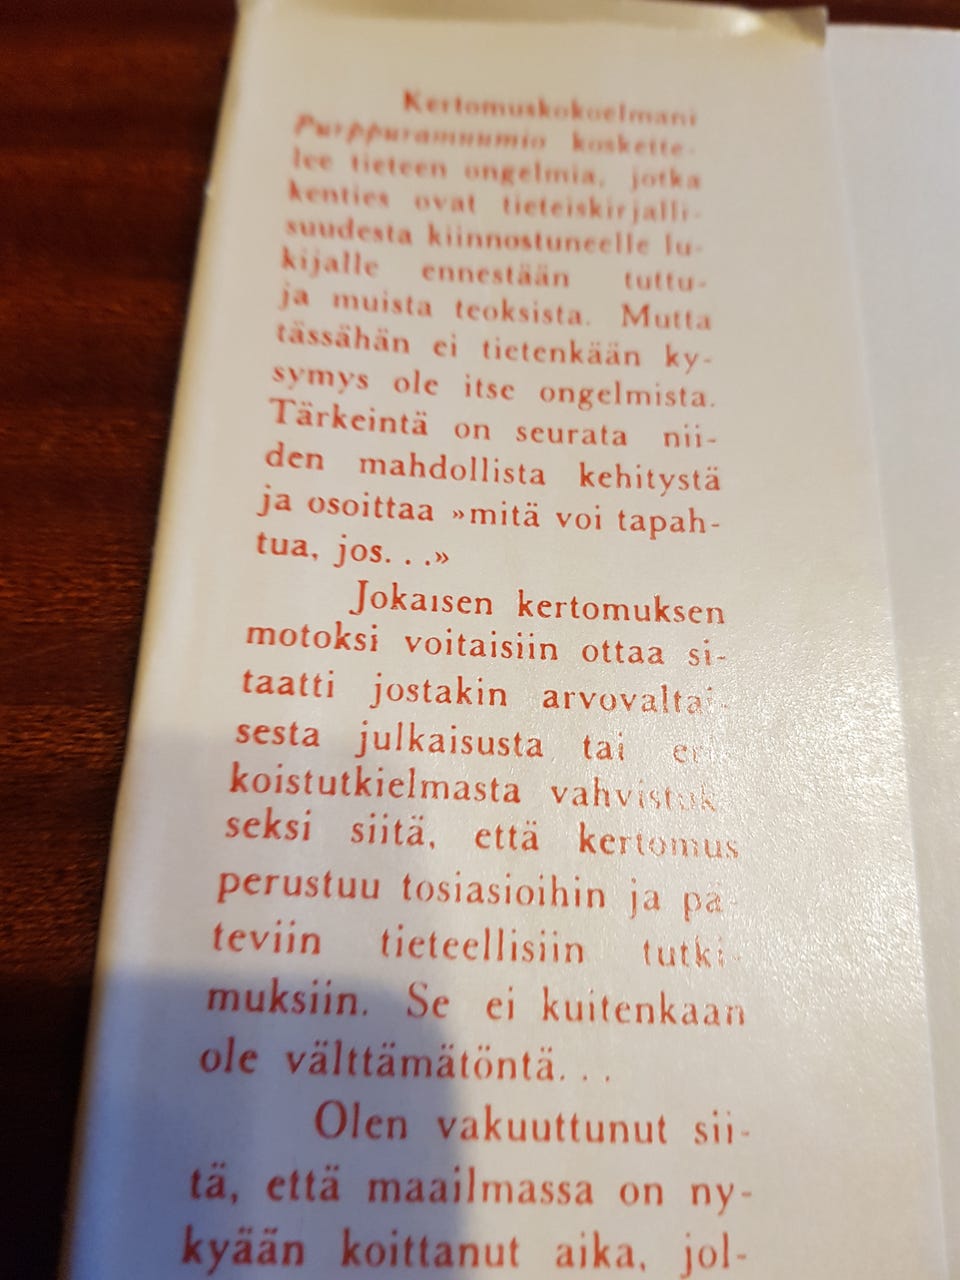 Kertomuskokoelmani
Purppuramuumio koskette-
lee tieteen ongelmia, jotka
kenties ovat tieteiskirjalli-
suudesta kiinnostuneelle lu-
kijalle ennestään tuttu-
ja muista teoksista. Mutta
tässähän ei tietenkään ky-
symys ole itse ongelmista.
Tärkeintä on seurata nii-
den mahdollista kehitystä
ja osoittaa »mitä voi tapah-
tua, jos. . .»
Jokaisen kertomuksen
motoksi voitaisiin ottaa si-
taatti jostakin arvovaltai-
sesta julkaisusta tai eri-
koistutkielmasta vahvistuk-
seksi siitä, että kertomus
perustuu tosiasioihin ja pä-
teviin tieteellisiin tutki-
muksiin. Se ei kuitenkaan
ole välttämätöntä. . .
Olen vakuuttunut sii-
tä, että maailmassa on ny-
kyään koittanut aika, jol-